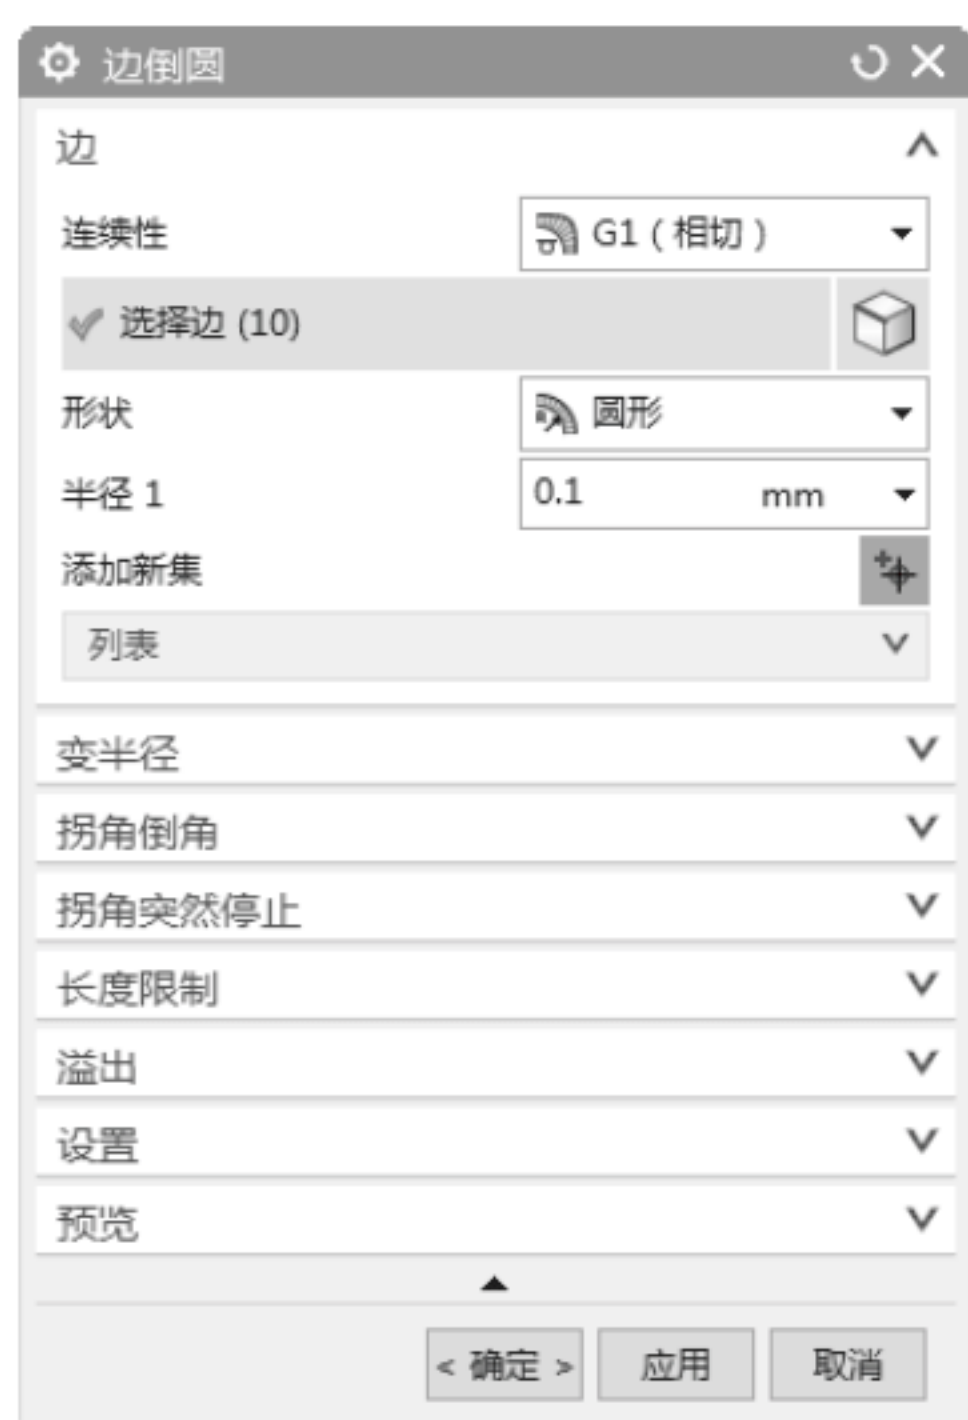 边倒圆
边
连续性 G1（相切）
选择边 (10)
形状 圆形
半径 1 0.1 mm
添加新集
列表
变半径
拐角倒角
拐角突然停止
长度限制
溢出
设置
预览
< 确定 > 应用 取消